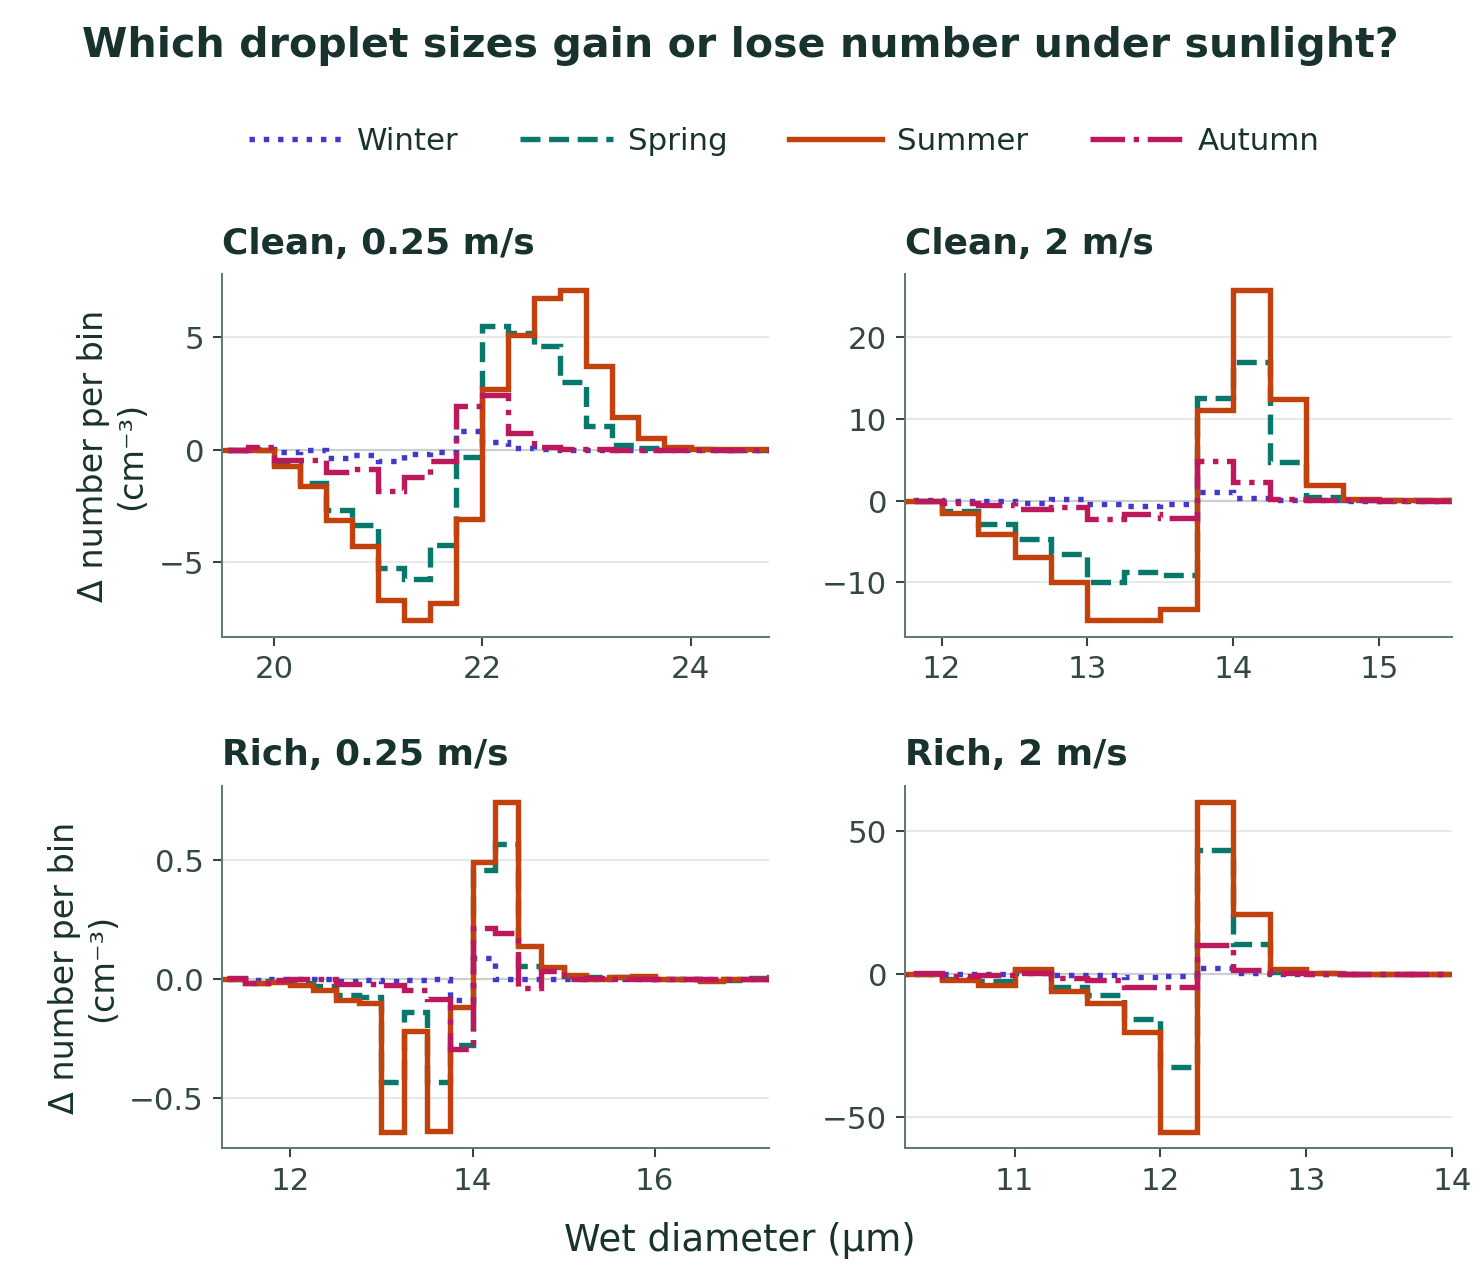 Which droplet sizes gain or lose number under sunlight?
Winter Spring Summer Autumn
Clean, 0.25 m/s
Δ number per bin
(cm⁻³)
5
0
−5
20 22 24
Clean, 2 m/s
20
10
0
−10
12 13 14 15
Rich, 0.25 m/s
Δ number per bin
(cm⁻³)
0.5
0.0
−0.5
12 14 16
Rich, 2 m/s
50
0
−50
11 12 13 14
Wet diameter (μm)